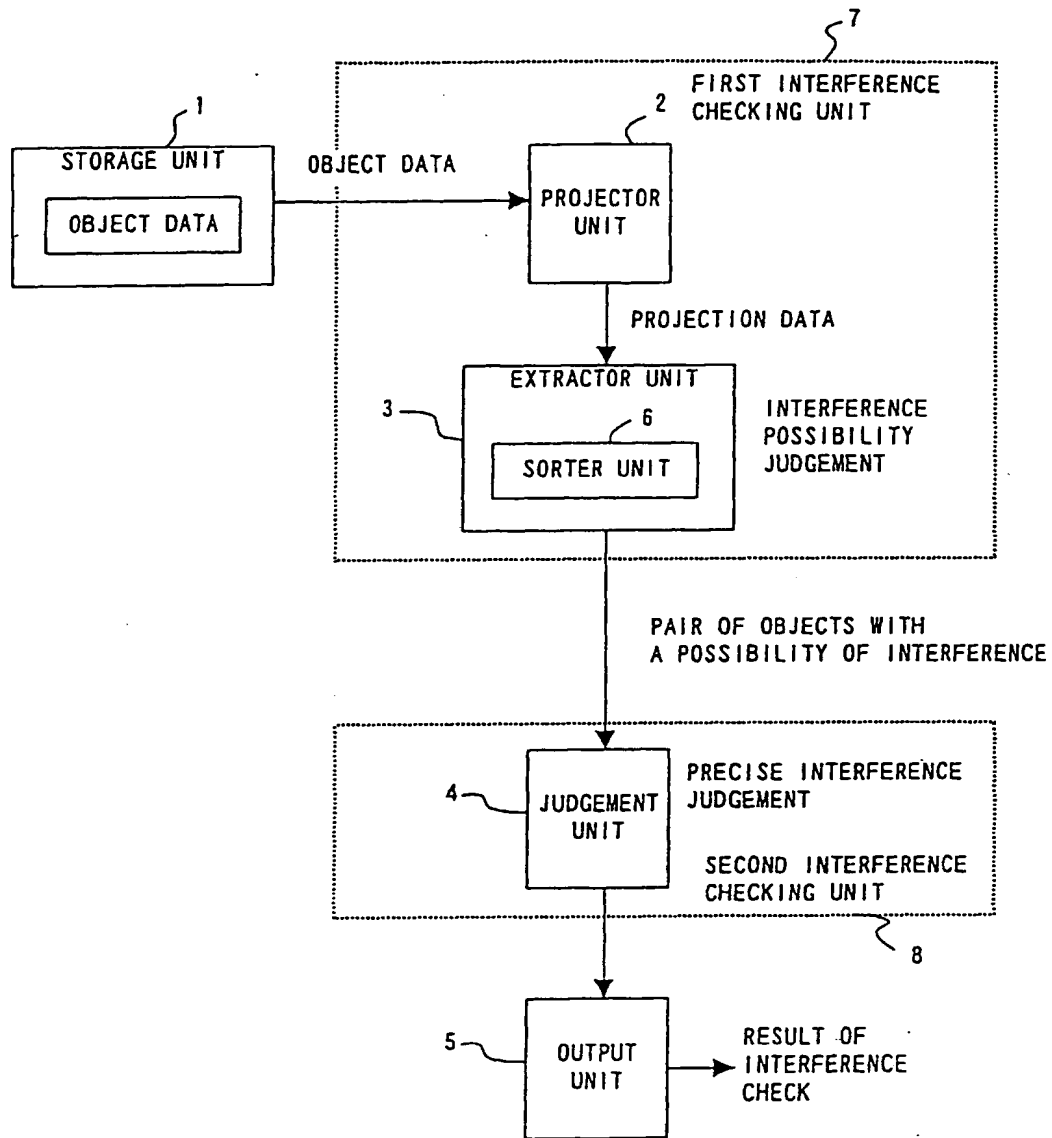 7
FIRST INTERFERENCE
CHECKING UNIT
1
2
STORAGE UNIT
OBJECT DATA
OBJECT DATA
PROJECTOR
UNIT
PROJECTION DATA
EXTRACTOR UNIT
3
6
SORTER UNIT
INTERFERENCE
POSSIBILITY
JUDGEMENT
PAIR OF OBJECTS WITH
A POSSIBILITY OF INTERFERENCE
4
JUDGEMENT
UNIT
PRECISE INTERFERENCE
JUDGEMENT
SECOND INTERFERENCE
CHECKING UNIT
8
5
OUTPUT
UNIT
RESULT OF
INTERFERENCE
CHECK